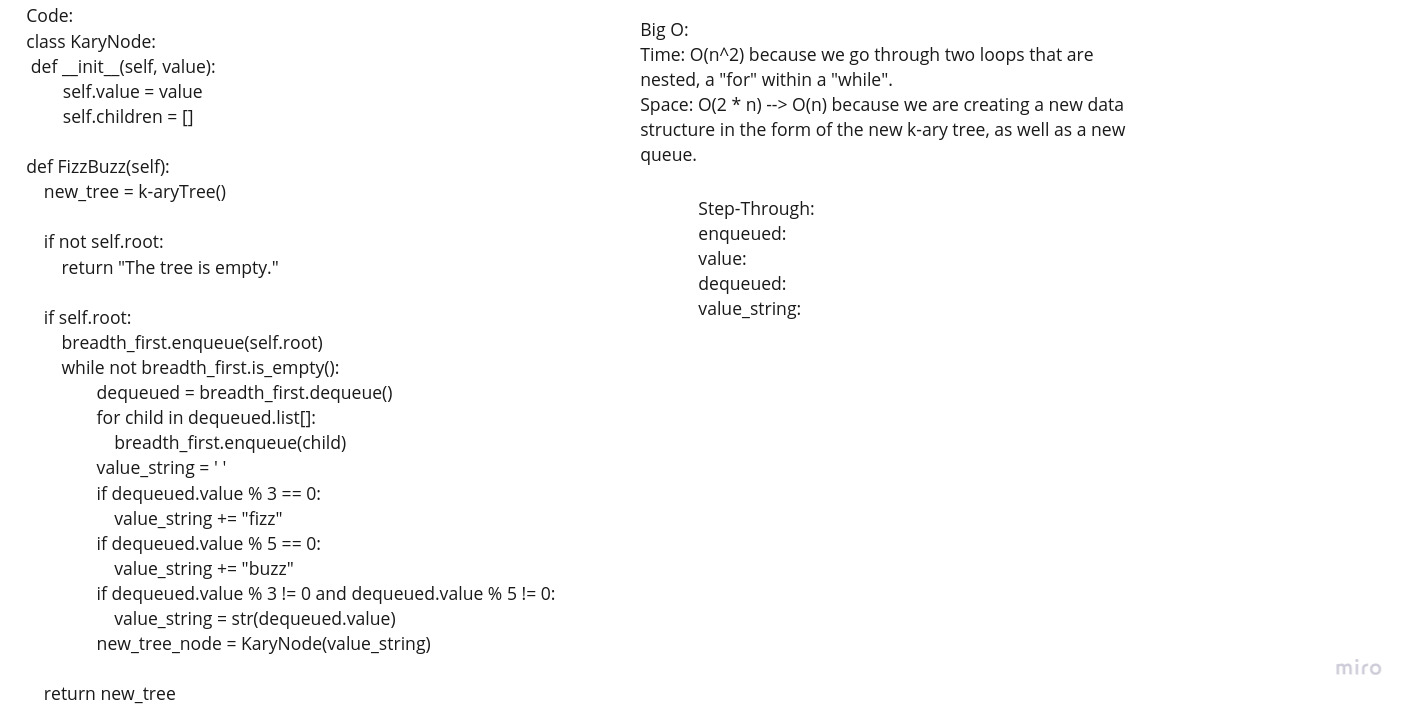 Code:
class KaryNode:
def __init__(self, value):
self.value = value
self.children = []
def FizzBuzz(self):
new_tree = k-aryTree()
if not self.root:
return "The tree is empty."
if self.root:
breadth_first.enqueue(self.root)
while not breadth_first.is_empty():
dequeued = breadth_first.dequeue()
for child in dequeued.list[]:
breadth_first.enqueue(child)
value_string = ' '
if dequeued.value % 3 == 0:
value_string += "fizz"
if dequeued.value % 5 == 0:
value_string += "buzz"
if dequeued.value % 3 != 0 and dequeued.value % 5 != 0:
value_string = str(dequeued.value)
new_tree_node = KaryNode(value_string)
return new_tree
Big O:
Time: O(n^2) because we go through two loops that are
nested, a "for" within a "while".
Space: O(2 * n) --> O(n) because we are creating a new data
structure in the form of the new k-ary tree, as well as a new
queue.
Step-Through:
enqueued:
value:
dequeued:
value_string:
miro